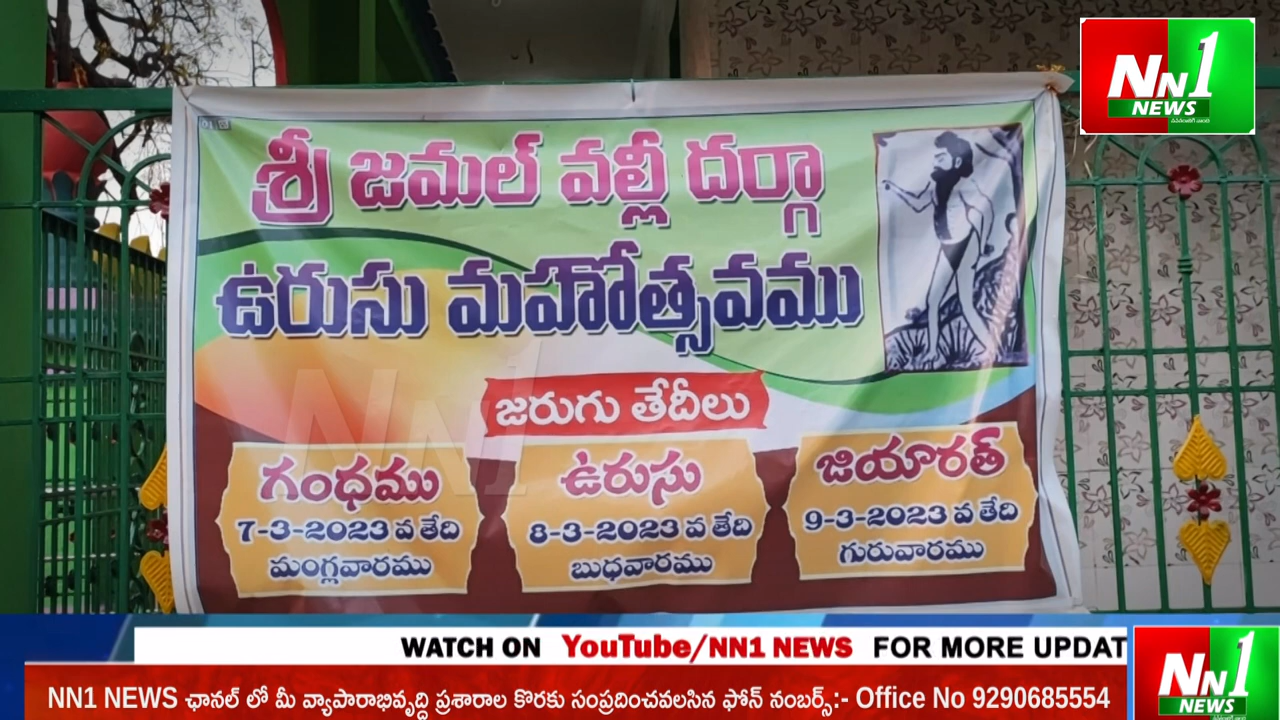 NN1
NEWS
శ్రీ జమల్ వల్లీ దర్గా
ఉరుసు మహోత్సవము
జరుగు తేదీలు
గంధము
7-3-2023 వ తేది
మంగ్లవారము
ఉరుసు
8-3-2023 వ తేది
బుధవారము
జియారత్
9-3-2023 వ తేది
గురువారము
NN1
WATCH ON YouTube/NN1 NEWS FOR MORE UPDAT
NN1 NEWS ఛానల్ లో మీ వ్యాపారాభివృద్ధి ప్రశారాల కొరకు సంప్రదించవలసిన ఫోన్ నంబర్స్:- Office No 9290685554
NN1
NEWS